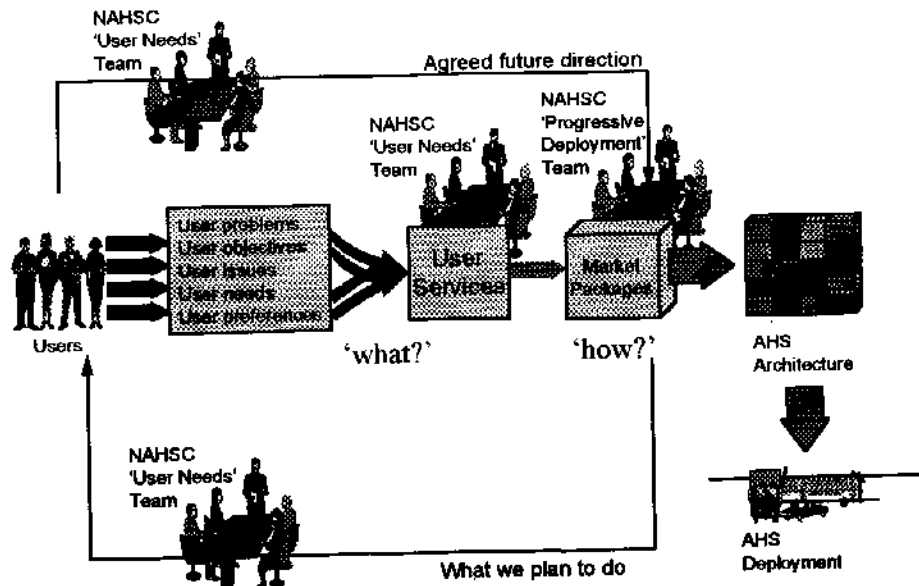 NAHSC
'User Needs'
Team
Agreed future direction
NAHSC
'User Needs'
Team
NAHSC
'Progressive
Deployment'
Team
User problems
User objectives
User issues
User needs
User preferences
User
Services
Market
Packages
Users
'what?'
'how?'
AHS
Architecture
NAHSC
'User Needs'
Team
What we plan to do
AHS
Deployment